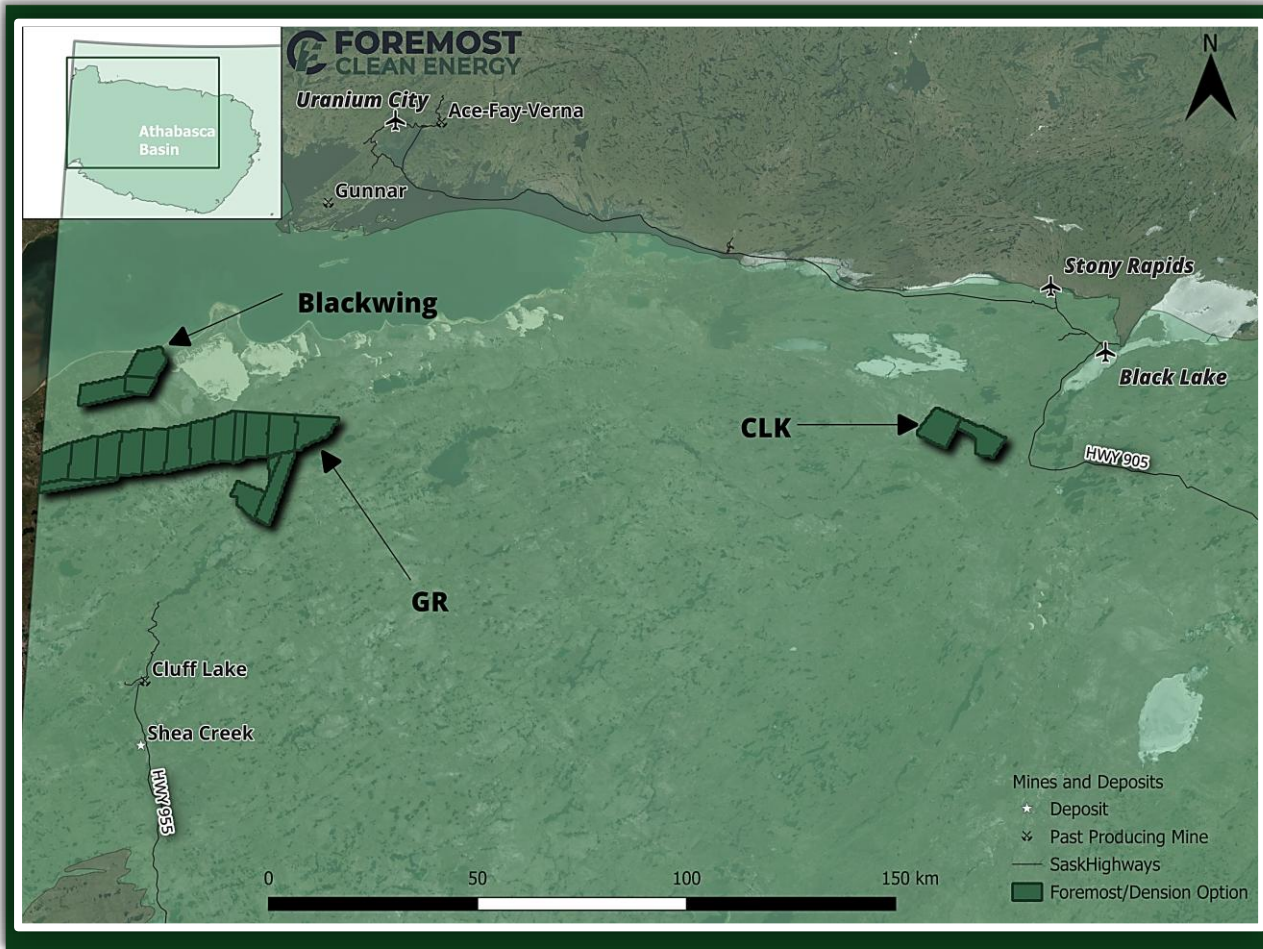 FOREMOST
CLEAN ENERGY
N
Athabasca
Basin
Uranium City
Ace-Fay-Verna
Gunnar
Stony Rapids
Blackwing
Black Lake
CLK
HWY 905
GR
Cluff Lake
Shea Creek
HWY 955
Mines and Deposits
Deposit
Past Producing Mine
SaskHighways
Foremost/Dension Option
0 50 100 150 km